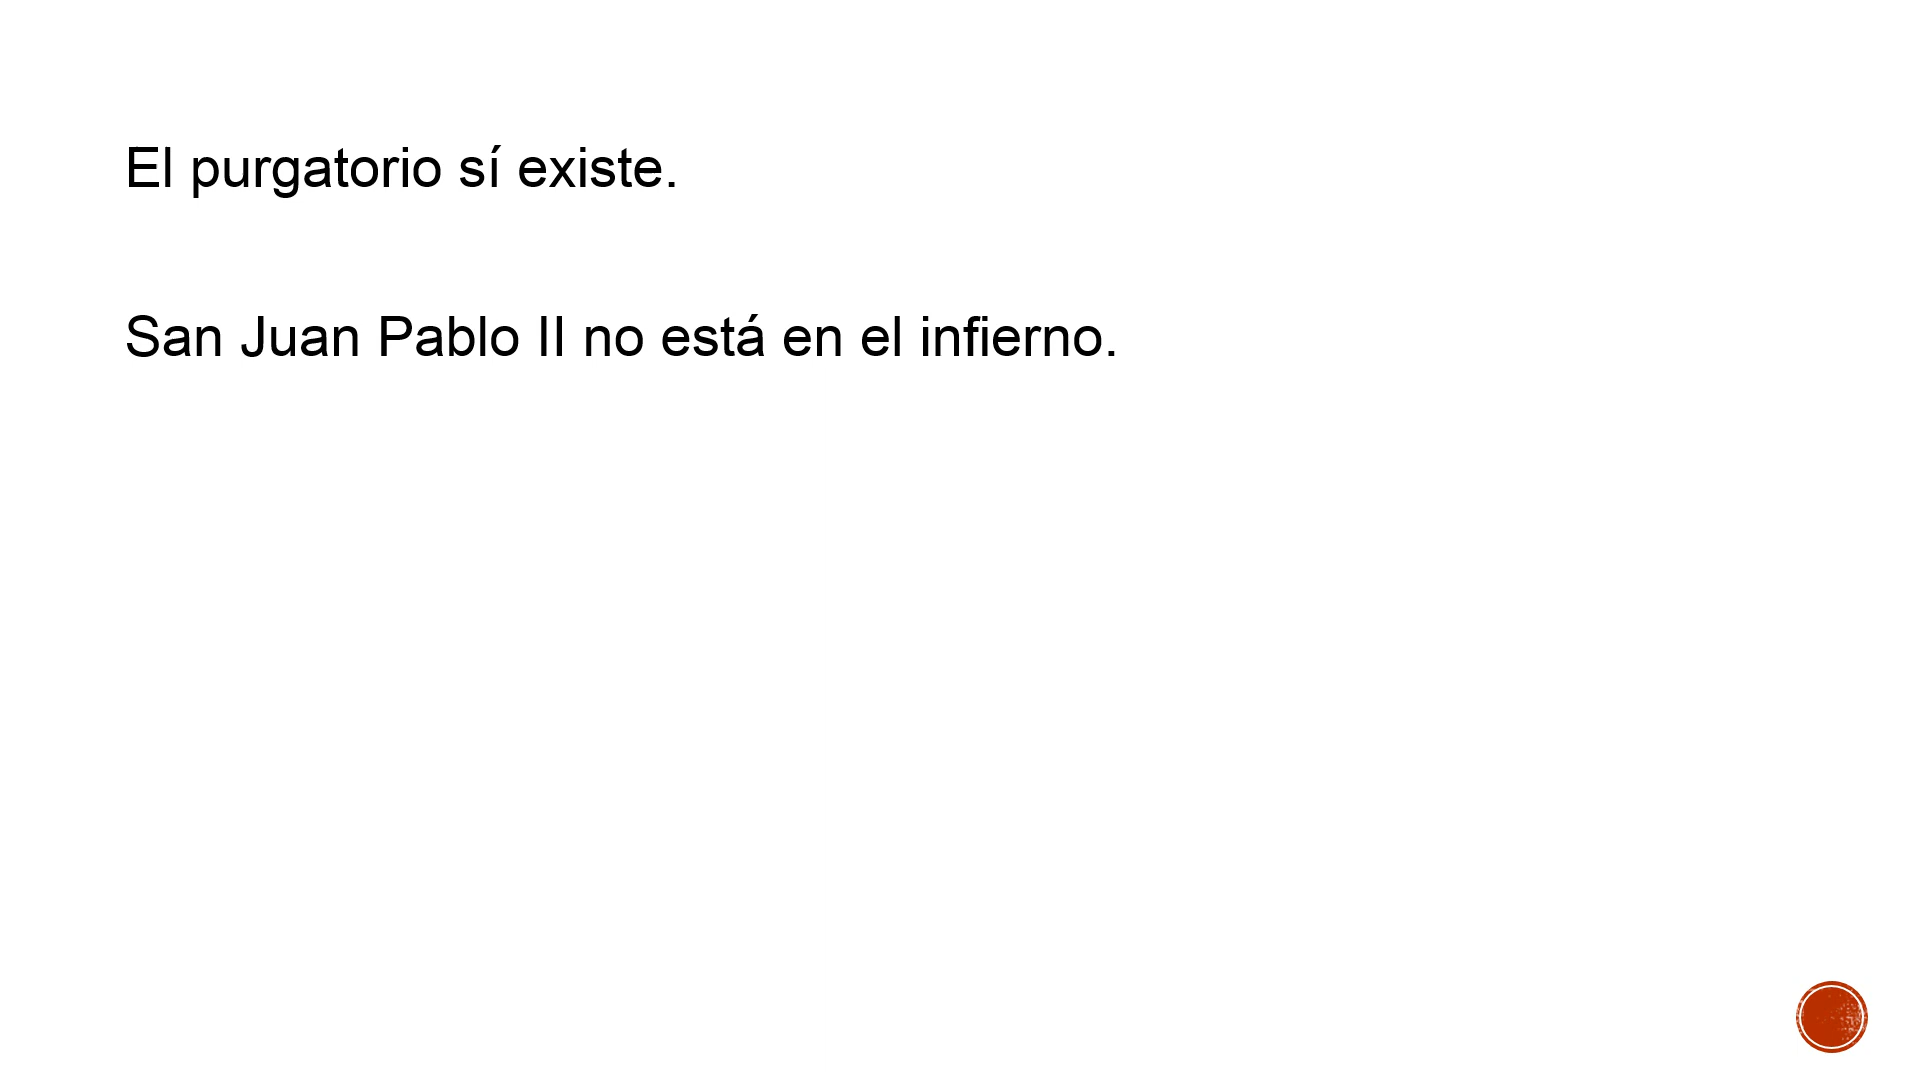 El purgatorio sí existe.
San Juan Pablo II no está en el infierno.